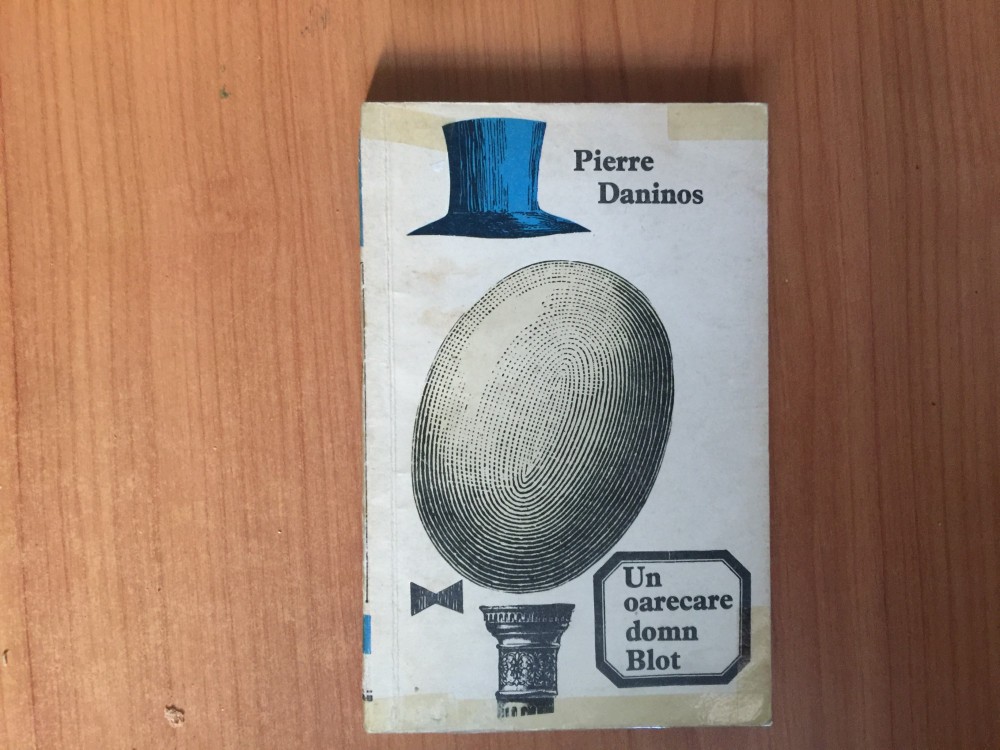 Pierre
Daninos
Un
oarecare
domn
Blot